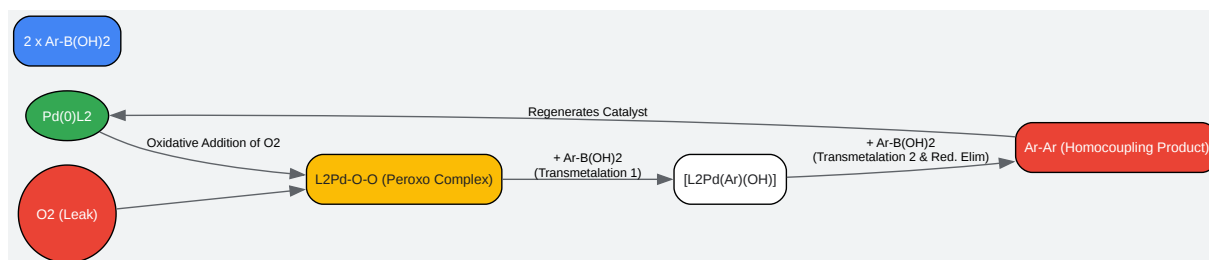 2 x Ar-B(OH)2
Pd(0)L2
O2 (Leak)
Oxidative Addition of O2
L2Pd-O-O (Peroxo Complex)
+ Ar-B(OH)2
(Transmetalation 1)
[L2Pd(Ar)(OH)]
Regenerates Catalyst
+ Ar-B(OH)2
(Transmetalation 2 & Red. Elim)
Ar-Ar (Homocoupling Product)